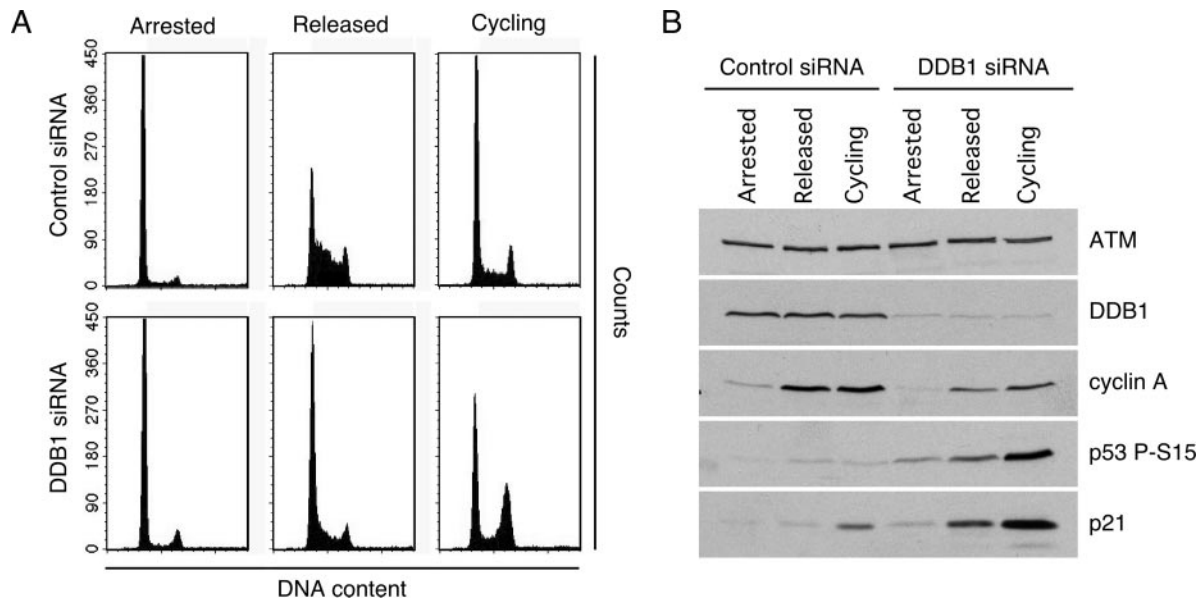 A
Arrested
Released
Cycling
Control siRNA
450
360
270
180
90
0
DDB1 siRNA
450
360
270
180
90
0
Counts
DNA content
B
Control siRNA
DDB1 siRNA
Arrested
Released
Cycling
Arrested
Released
Cycling
ATM
DDB1
cyclin A
p53 P-S15
p21